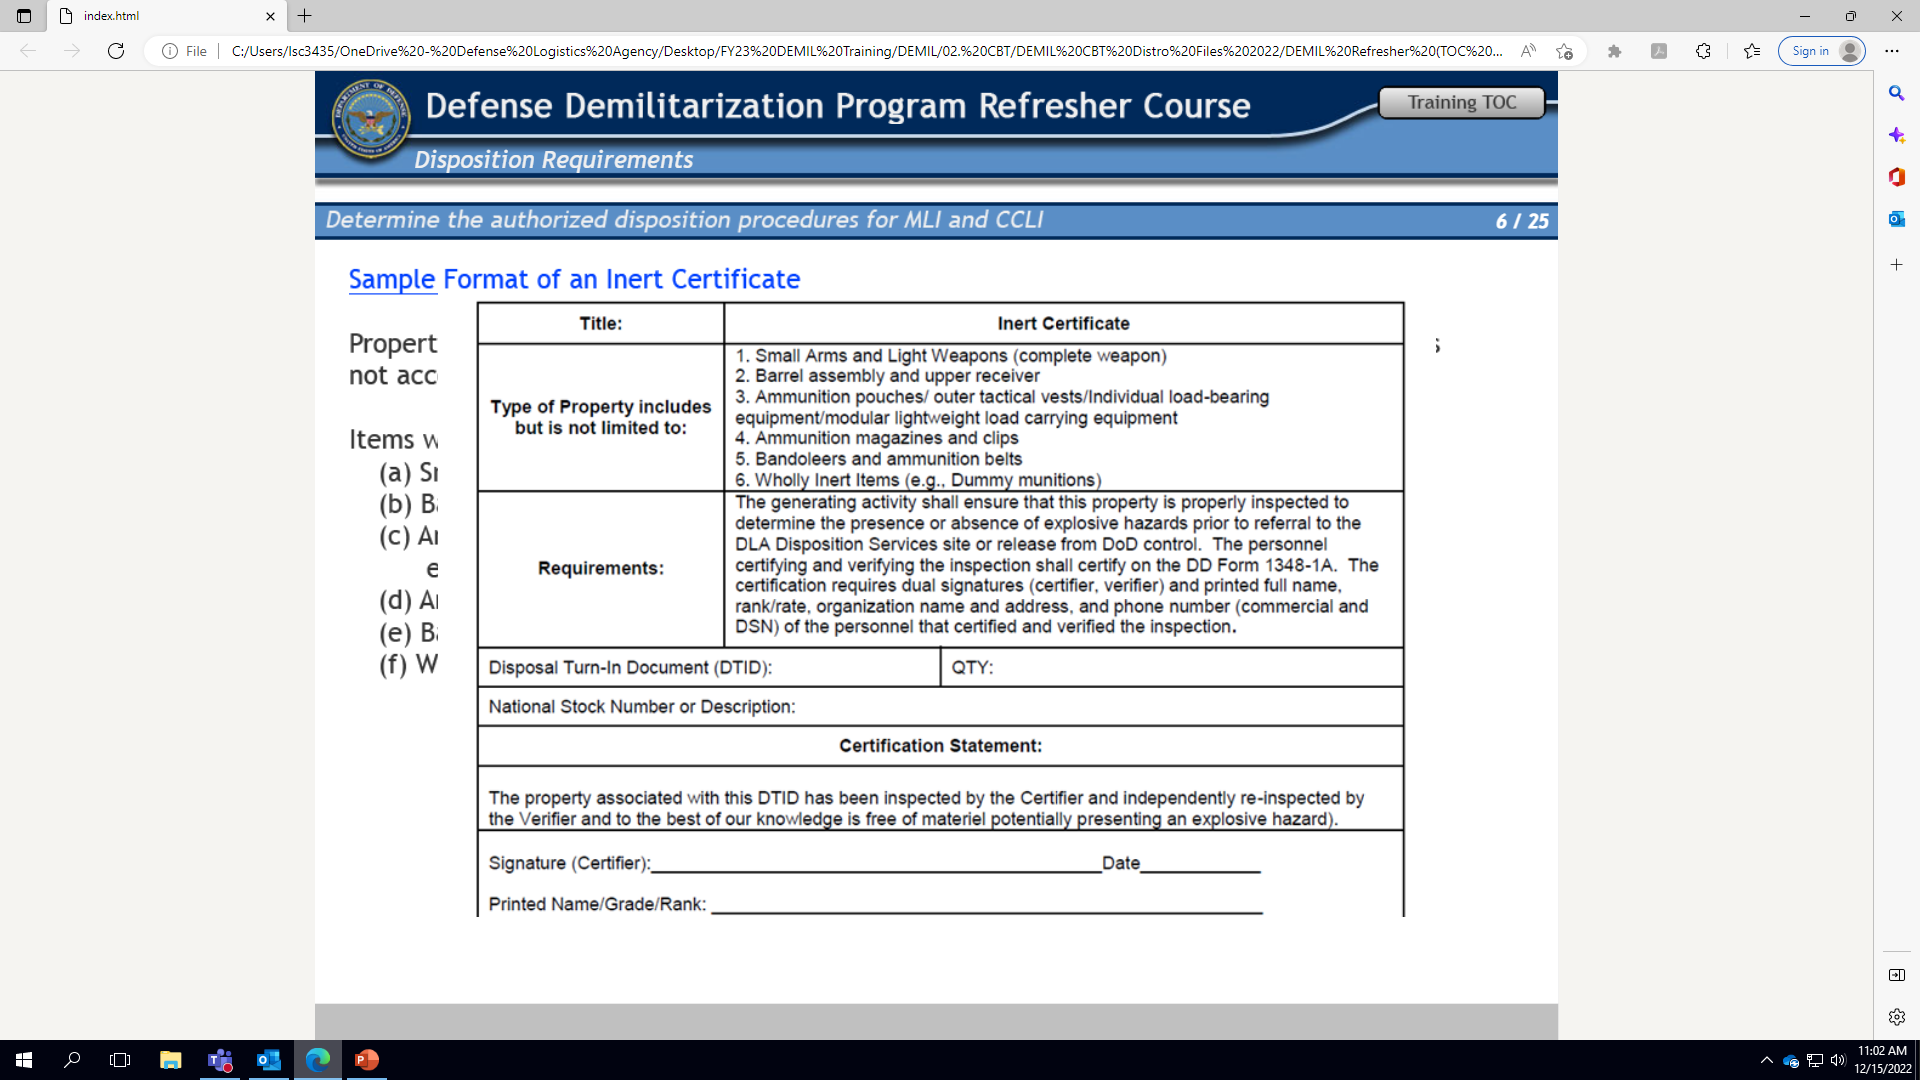 index.html
File
C:/Users/lsc3435/OneDrive%20-%20Defense%20Logistics%20Agency/Desktop/FY23%20DEMIL%20Training/DEMIL/02.%20CBT/DEMIL%20CBT%20Distro%20Files%202022/DEMIL%20Refresher%20(TOC%20...
Sign in
Defense Demilitarization Program Refresher Course
Training TOC
Disposition Requirements
Determine the authorized disposition procedures for MLI and CCLI
6 / 25
Sample Format of an Inert Certificate
Title:
Inert Certificate
Type of Property includes
but is not limited to:
1. Small Arms and Light Weapons (complete weapon)
2. Barrel assembly and upper receiver
3. Ammunition pouches/ outer tactical vests/Individual load-bearing
equipment/modular lightweight load carrying equipment
4. Ammunition magazines and clips
5. Bandoleers and ammunition belts
6. Wholly Inert Items (e.g., Dummy munitions)
Requirements:
The generating activity shall ensure that this property is properly inspected to
determine the presence or absence of explosive hazards prior to referral to the
DLA Disposition Services site or release from DoD control. The personnel
certifying and verifying the inspection shall certify on the DD Form 1348-1A. The
certification requires dual signatures (certifier, verifier) and printed full name,
rank/rate, organization name and address, and phone number (commercial and
DSN) of the personnel that certified and verified the inspection.
Disposal Turn-In Document (DTID):
QTY:
National Stock Number or Description:
Certification Statement:
The property associated with this DTID has been inspected by the Certifier and independently re-inspected by
the Verifier and to the best of our knowledge is free of materiel potentially presenting an explosive hazard).
Signature (Certifier): Date
Printed Name/Grade/Rank:
Propert
not acc
Items w
(a) S
(b) B
(c) A
e
(d) A
(e) B
(f) W
11:02 AM
12/15/2022